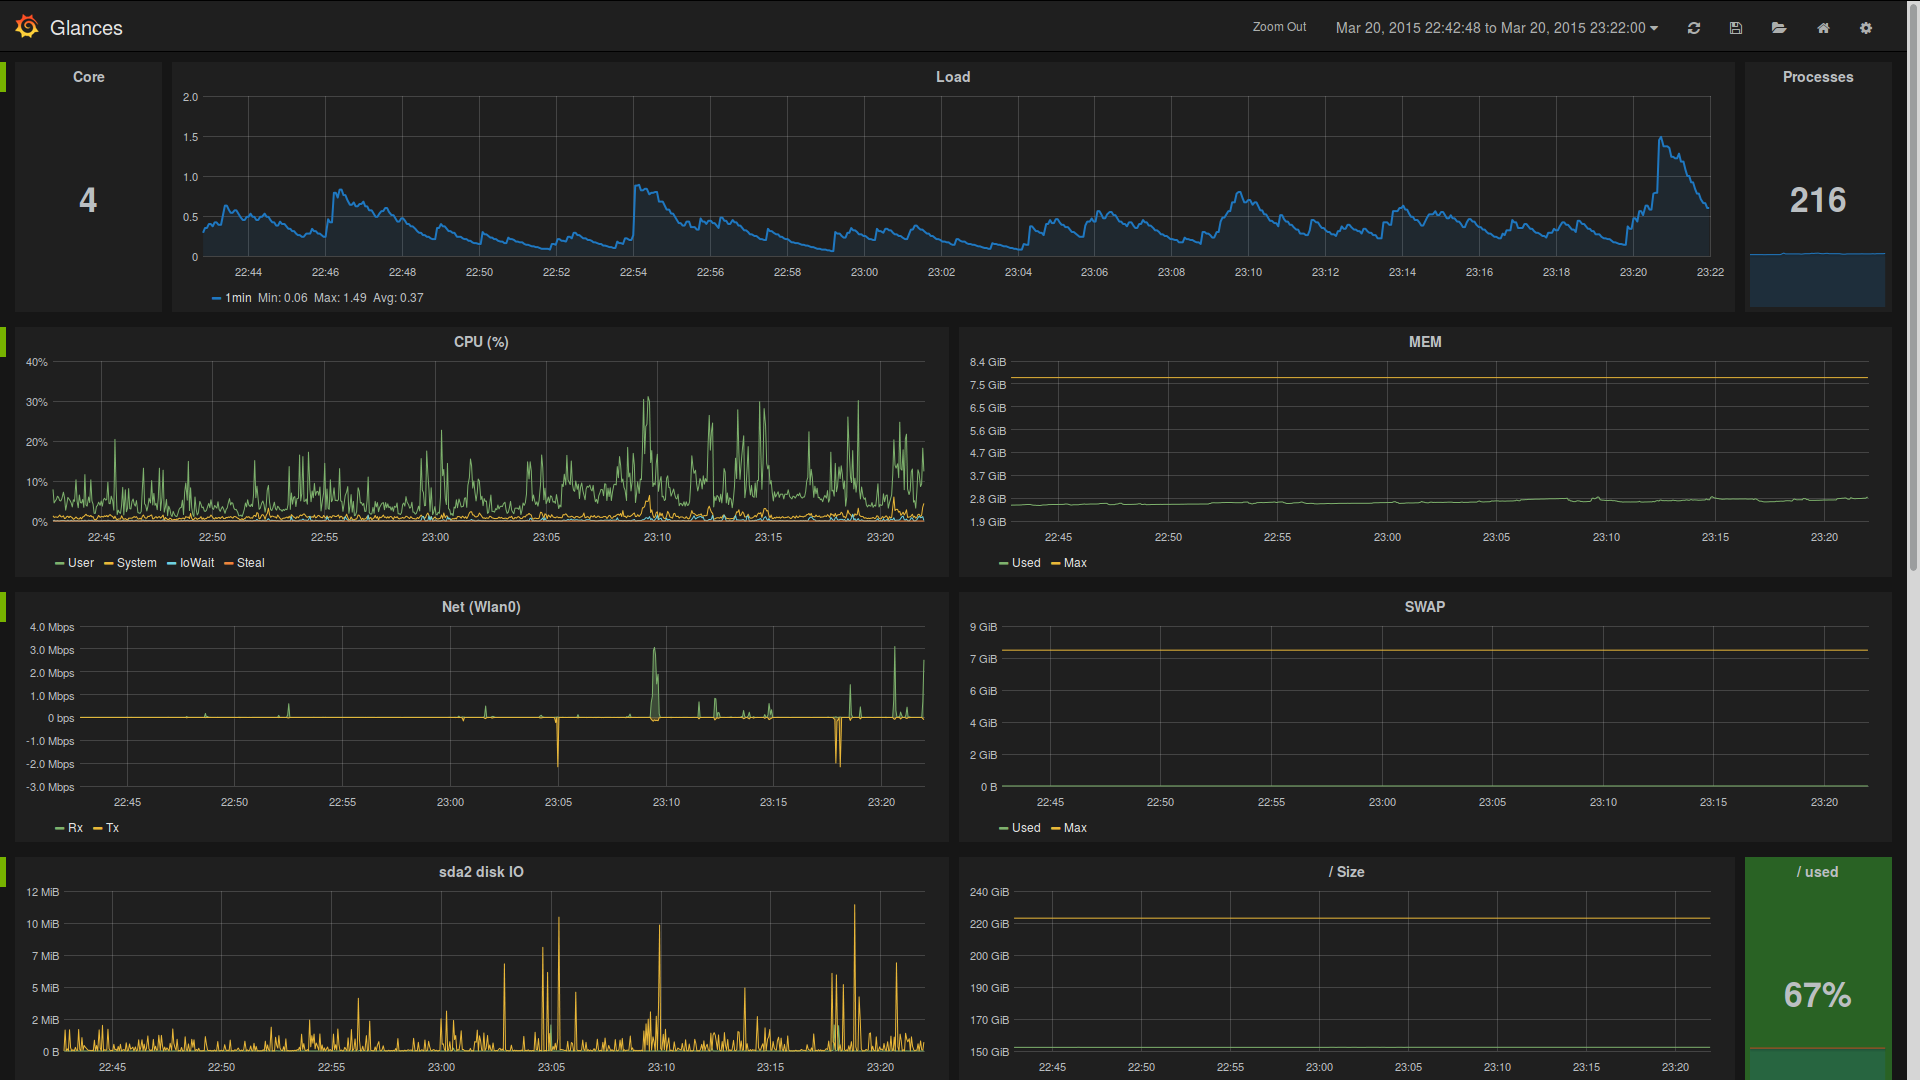 Glances
Zoom Out Mar 20, 2015 22:42:48 to Mar 20, 2015 23:22:00
Core
4
Load
2.0
1.5
1.0
0.5
0
22:44 22:46 22:48 22:50 22:52 22:54 22:56 22:58 23:00 23:02 23:04 23:06 23:08 23:10 23:12 23:14 23:16 23:18 23:20 23:22
1min Min: 0.06 Max: 1.49 Avg: 0.37
Processes
216
CPU (%)
40%
30%
20%
10%
0%
22:45 22:50 22:55 23:00 23:05 23:10 23:15 23:20
User System IoWait Steal
MEM
8.4 GiB
7.5 GiB
6.5 GiB
5.6 GiB
4.7 GiB
3.7 GiB
2.8 GiB
1.9 GiB
22:45 22:50 22:55 23:00 23:05 23:10 23:15 23:20
Used Max
Net (Wlan0)
4.0 Mbps
3.0 Mbps
2.0 Mbps
1.0 Mbps
0 bps
-1.0 Mbps
-2.0 Mbps
-3.0 Mbps
22:45 22:50 22:55 23:00 23:05 23:10 23:15 23:20
Rx Tx
SWAP
9 GiB
7 GiB
6 GiB
4 GiB
2 GiB
0 B
22:45 22:50 22:55 23:00 23:05 23:10 23:15 23:20
Used Max
sda2 disk IO
12 MiB
10 MiB
7 MiB
5 MiB
2 MiB
0 B
22:45 22:50 22:55 23:00 23:05 23:10 23:15 23:20
/ Size
240 GiB
220 GiB
200 GiB
190 GiB
170 GiB
150 GiB
22:45 22:50 22:55 23:00 23:05 23:10 23:15 23:20
/ used
67%